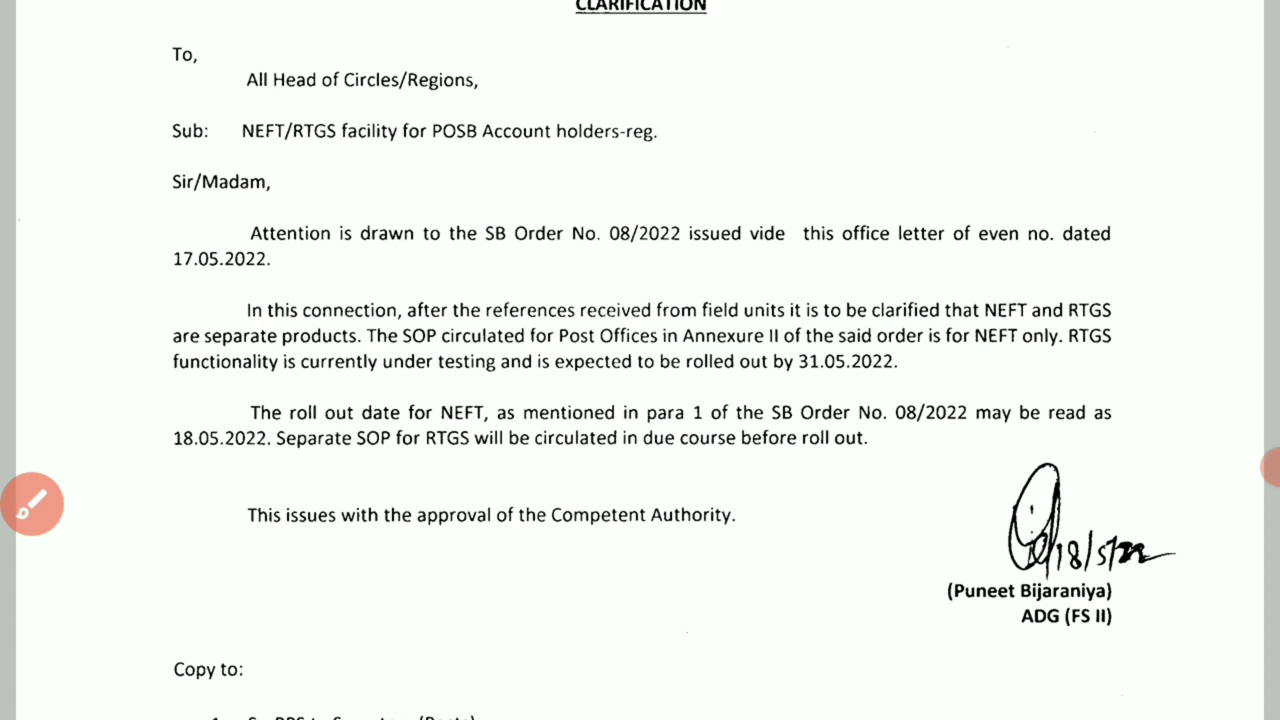 CLARIFICATION
To,
All Head of Circles/Regions,
Sub: NEFT/RTGS facility for POSB Account holders-reg.
Sir/Madam,
Attention is drawn to the SB Order No. 08/2022 issued vide this office letter of even no. dated
17.05.2022.
In this connection, after the references received from field units it is to be clarified that NEFT and RTGS
are separate products. The SOP circulated for Post Offices in Annexure II of the said order is for NEFT only. RTGS
functionality is currently under testing and is expected to be rolled out by 31.05.2022.
The roll out date for NEFT, as mentioned in para 1 of the SB Order No. 08/2022 may be read as
18.05.2022. Separate SOP for RTGS will be circulated in due course before roll out.
This issues with the approval of the Competent Authority.
18/5/22
(Puneet Bijaraniya)
ADG (FS II)
Copy to: